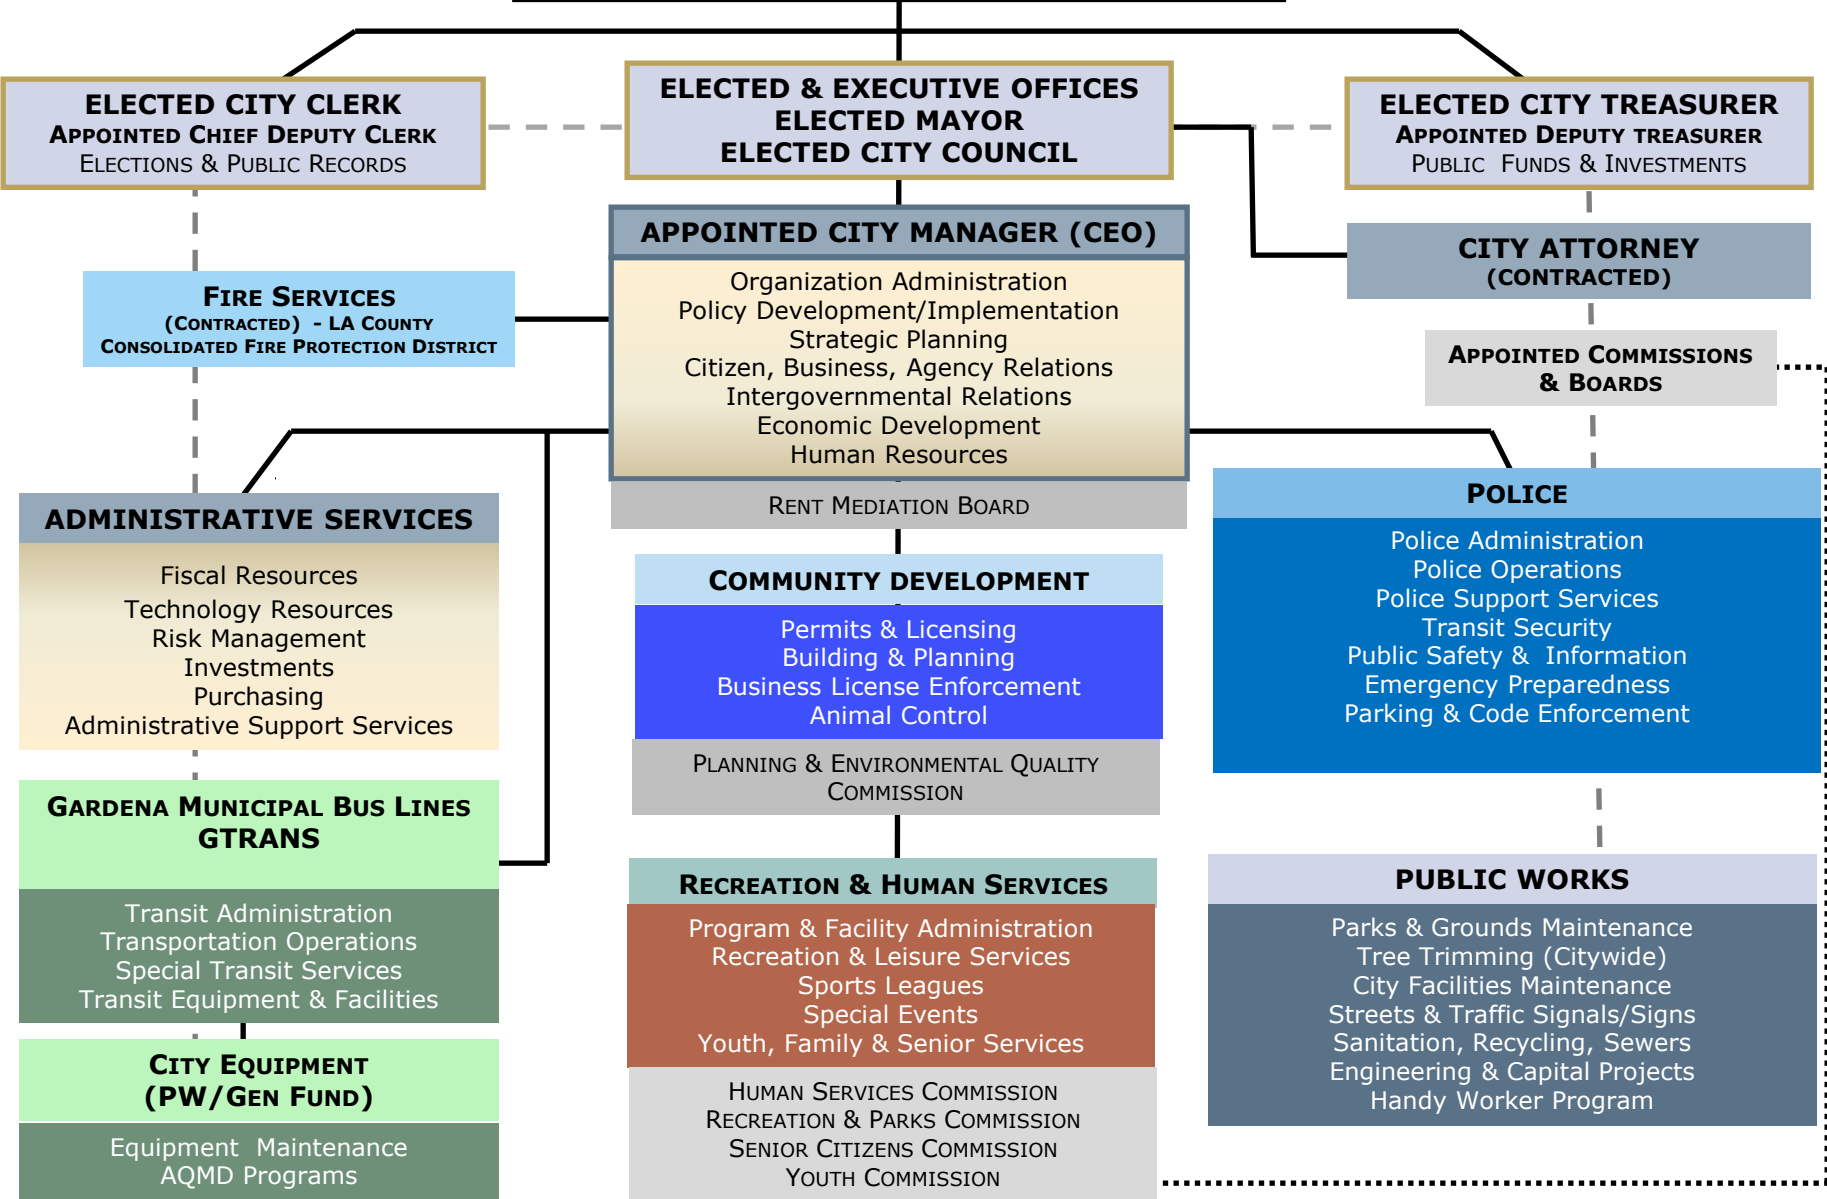 ELECTED CITY CLERK
APPOINTED CHIEF DEPUTY CLERK
ELECTIONS & PUBLIC RECORDS
ELECTED & EXECUTIVE OFFICES
ELECTED MAYOR
ELECTED CITY COUNCIL
ELECTED CITY TREASURER
APPOINTED DEPUTY TREASURER
PUBLIC FUNDS & INVESTMENTS
APPOINTED CITY MANAGER (CEO)
Organization Administration
Policy Development/Implementation
Strategic Planning
Citizen, Business, Agency Relations
Intergovernmental Relations
Economic Development
Human Resources
RENT MEDIATION BOARD
CITY ATTORNEY
(CONTRACTED)
FIRE SERVICES
(CONTRACTED) - LA COUNTY
CONSOLIDATED FIRE PROTECTION DISTRICT
APPOINTED COMMISSIONS
& BOARDS
ADMINISTRATIVE SERVICES
Fiscal Resources
Technology Resources
Risk Management
Investments
Purchasing
Administrative Support Services
COMMUNITY DEVELOPMENT
Permits & Licensing
Building & Planning
Business License Enforcement
Animal Control
PLANNING & ENVIRONMENTAL QUALITY
COMMISSION
POLICE
Police Administration
Police Operations
Police Support Services
Transit Security
Public Safety & Information
Emergency Preparedness
Parking & Code Enforcement
GARDENA MUNICIPAL BUS LINES
GTRANS
Transit Administration
Transportation Operations
Special Transit Services
Transit Equipment & Facilities
CITY EQUIPMENT
(PW/GEN FUND)
Equipment Maintenance
AQMD Programs
RECREATION & HUMAN SERVICES
Program & Facility Administration
Recreation & Leisure Services
Sports Leagues
Special Events
Youth, Family & Senior Services
HUMAN SERVICES COMMISSION
RECREATION & PARKS COMMISSION
SENIOR CITIZENS COMMISSION
YOUTH COMMISSION
PUBLIC WORKS
Parks & Grounds Maintenance
Tree Trimming (Citywide)
City Facilities Maintenance
Streets & Traffic Signals/Signs
Sanitation, Recycling, Sewers
Engineering & Capital Projects
Handy Worker Program